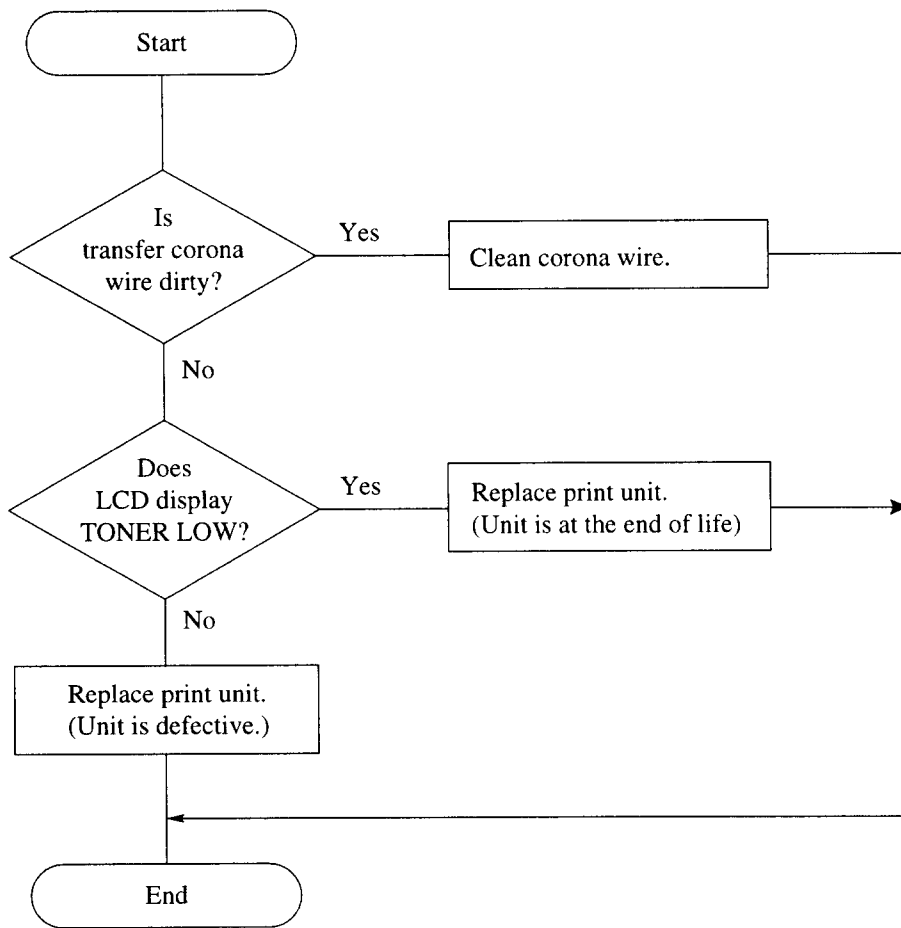 Start
Is
transfer corona
wire dirty?
Yes
Clean corona wire.
No
Does
LCD display
TONER LOW?
Yes
Replace print unit.
(Unit is at the end of life)
No
Replace print unit.
(Unit is defective.)
End